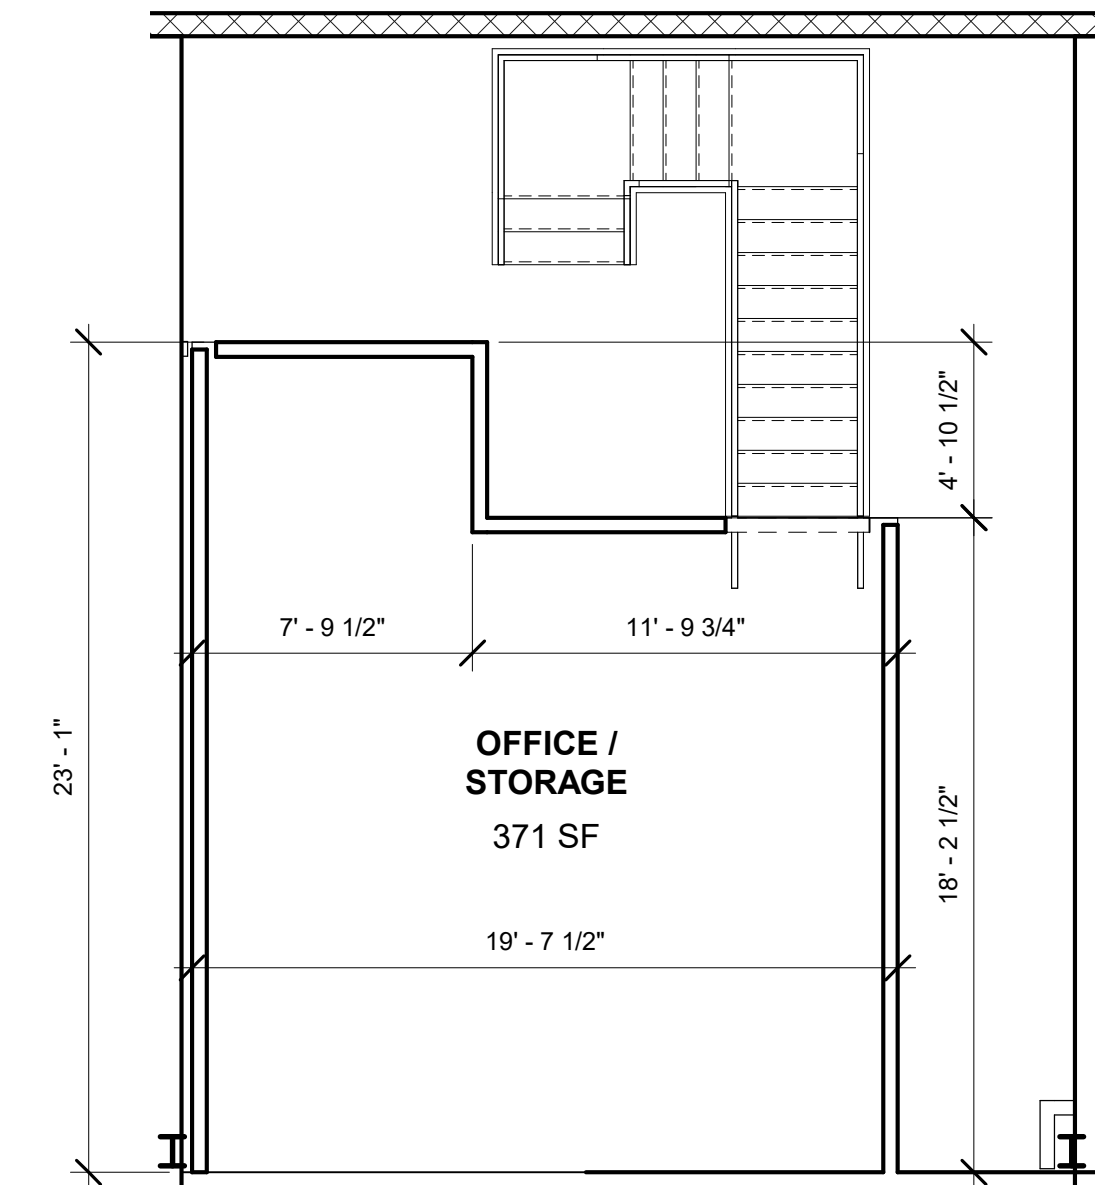 4' - 10 1/2"
7' - 9 1/2"
11' - 9 3/4"
23' - 1"
OFFICE /
STORAGE
371 SF
18' - 2 1/2"
19' - 7 1/2"